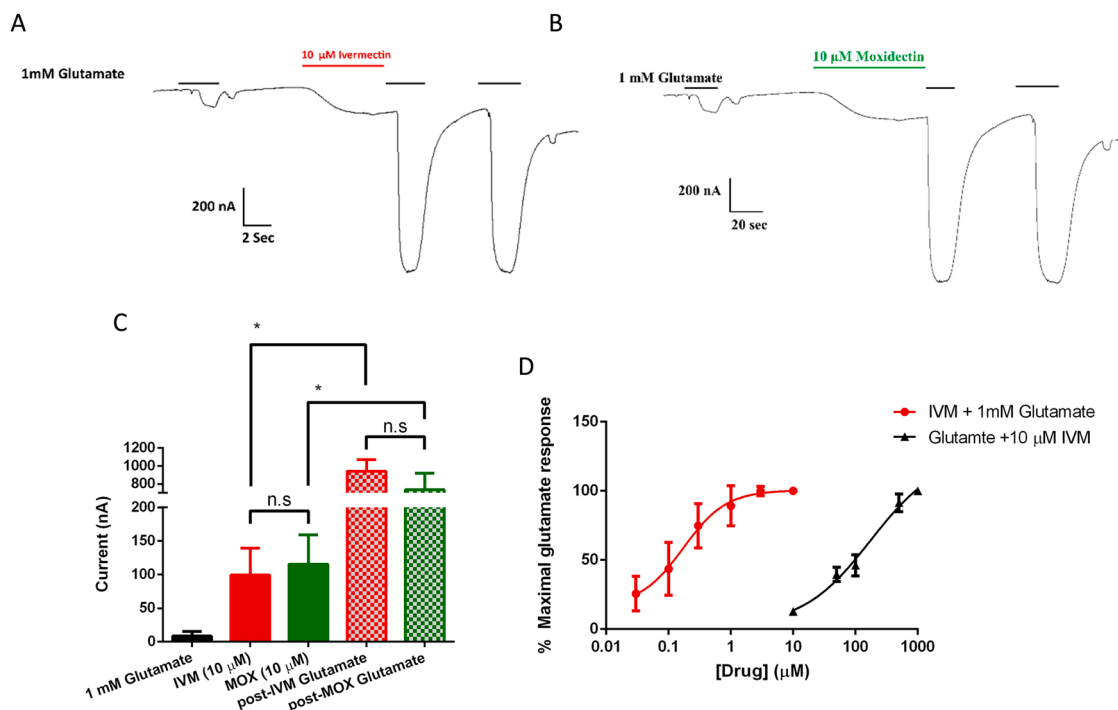 A
10 μM Ivermectin
1mM Glutamate
200 nA
2 Sec
B
10 μM Moxidectin
1 mM Glutamate
200 nA
20 sec
C
*
*
n.s
n.s
Current (nA)
1200
1000
800
200
150
100
50
0
1 mM Glutamate
IVM (10 μM)
MOX (10 μM)
post-IVM Glutamate
post-MOX Glutamate
D
IVM + 1mM Glutamate
Glutamte +10 μM IVM
% Maximal glutamate response
150
100
50
0
0.01
0.1
1
10
100
1000
[Drug] (μM)